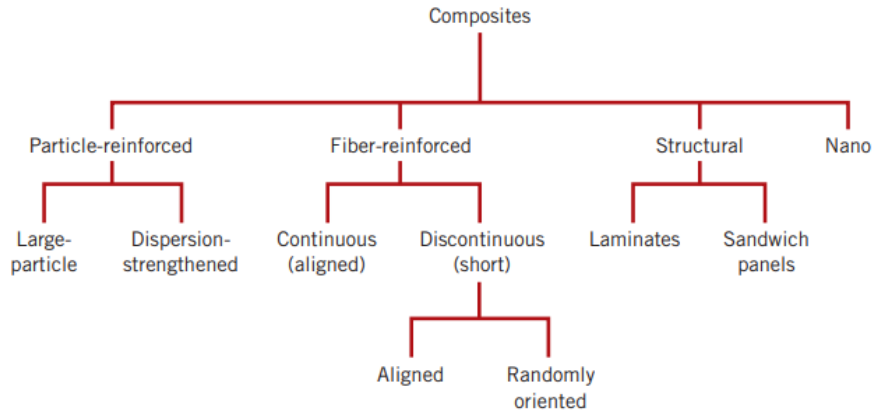 Composites
Particle-reinforced
Fiber-reinforced
Structural
Nano
Large-
particle
Dispersion-
strengthened
Continuous
(aligned)
Discontinuous
(short)
Laminates
Sandwich
panels
Aligned
Randomly
oriented